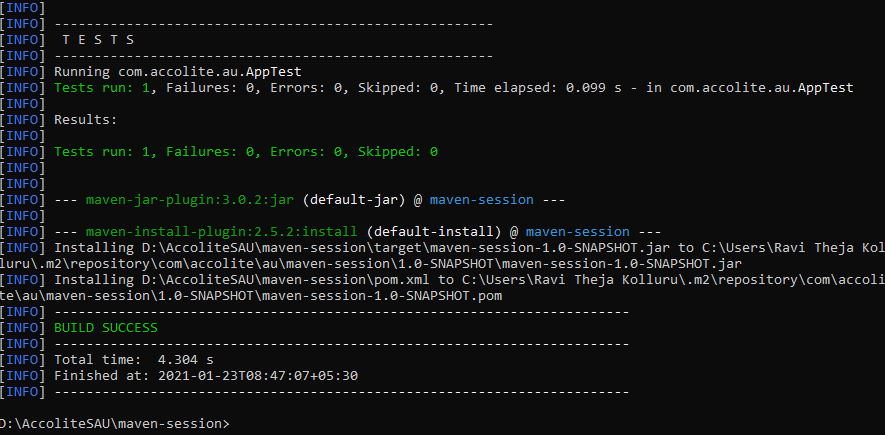 [INFO]
[INFO] -------------------------------------------------------
[INFO]  T E S T S
[INFO] -------------------------------------------------------
[INFO] Running com.accolite.au.AppTest
[INFO] Tests run: 1, Failures: 0, Errors: 0, Skipped: 0, Time elapsed: 0.099 s - in com.accolite.au.AppTest
[INFO]
[INFO] Results:
[INFO]
[INFO] Tests run: 1, Failures: 0, Errors: 0, Skipped: 0
[INFO]
[INFO]
[INFO] --- maven-jar-plugin:3.0.2:jar (default-jar) @ maven-session ---
[INFO]
[INFO] --- maven-install-plugin:2.5.2:install (default-install) @ maven-session ---
[INFO] Installing D:\AccoliteSAU\maven-session\target\maven-session-1.0-SNAPSHOT.jar to C:\Users\Ravi Theja Kol
luru\.m2\repository\com\accolite\au\maven-session\1.0-SNAPSHOT\maven-session-1.0-SNAPSHOT.jar
[INFO] Installing D:\AccoliteSAU\maven-session\pom.xml to C:\Users\Ravi Theja Kolluru\.m2\repository\com\accoli
te\au\maven-session\1.0-SNAPSHOT\maven-session-1.0-SNAPSHOT.pom
[INFO] ------------------------------------------------------------------------
[INFO] BUILD SUCCESS
[INFO] ------------------------------------------------------------------------
[INFO] Total time:  4.304 s
[INFO] Finished at: 2021-01-23T08:47:07+05:30
[INFO] ------------------------------------------------------------------------
D:\AccoliteSAU\maven-session>